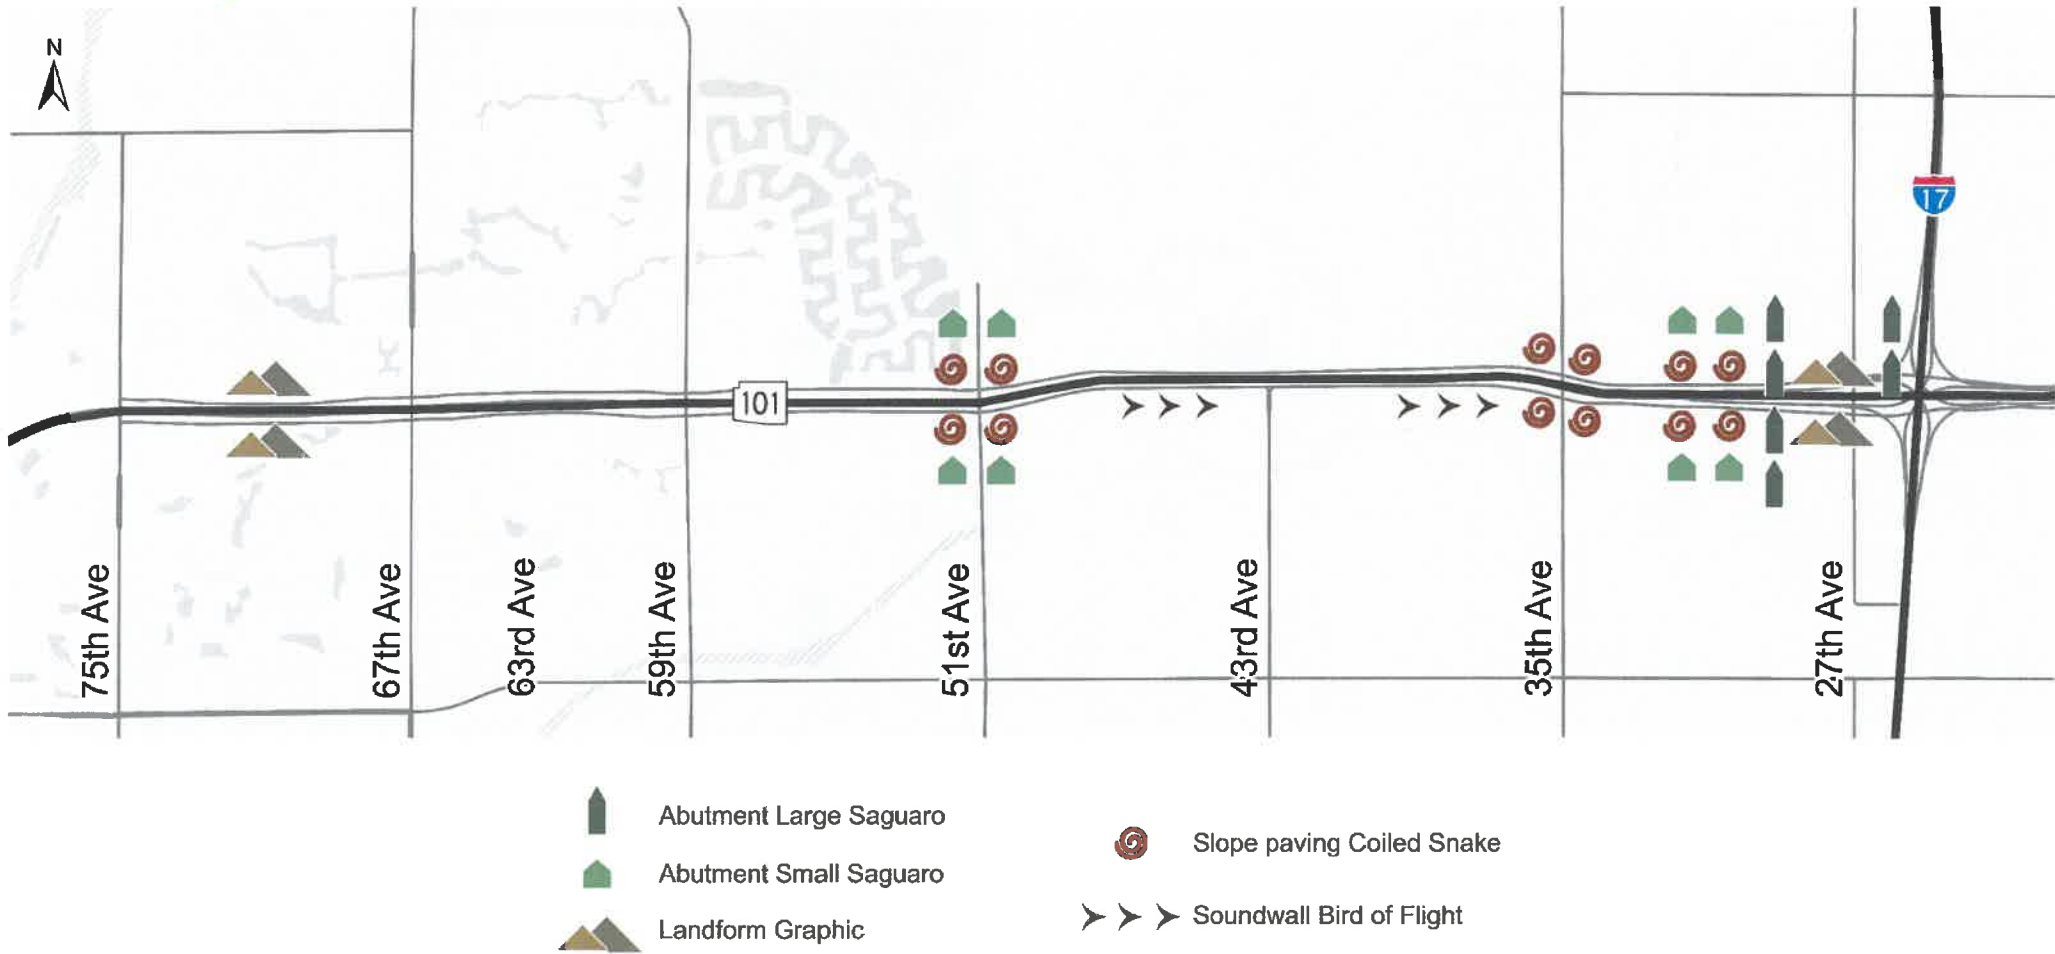 N
17
101
75th Ave
67th Ave
63rd Ave
59th Ave
51st Ave
43rd Ave
35th Ave
27th Ave
Abutment Large Saguaro
Abutment Small Saguaro
Landform Graphic
Slope paving Coiled Snake
Soundwall Bird of Flight